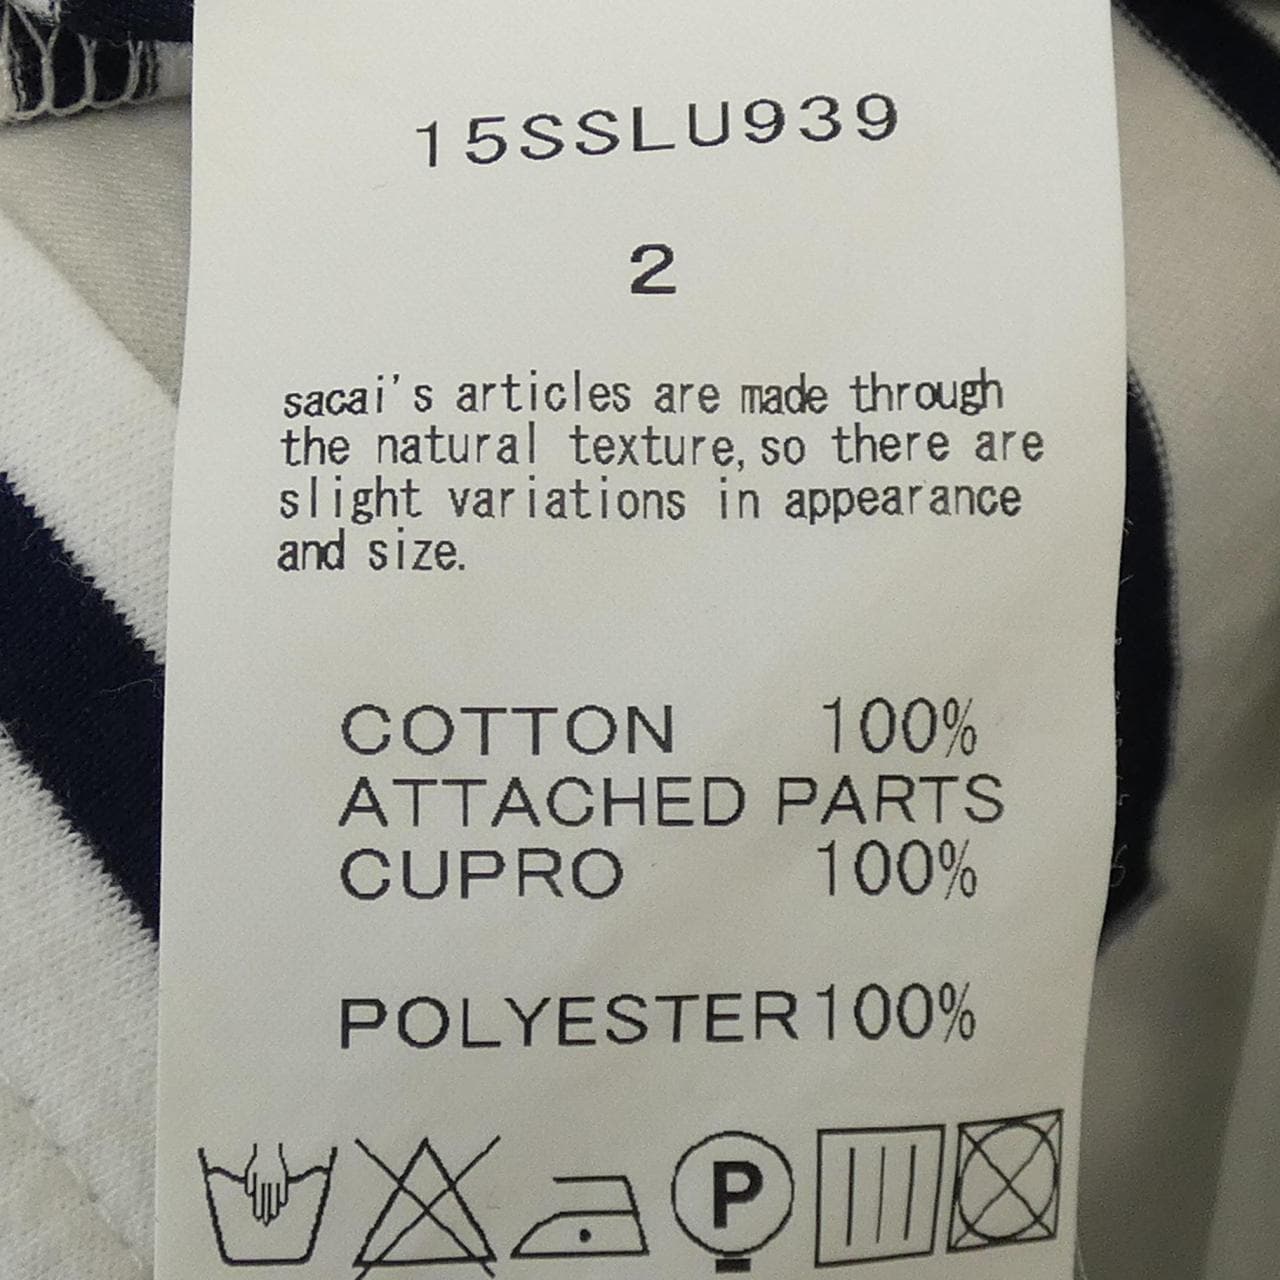 15SSLU939
2
sacai's articles are made through
the natural texture,so there are
slight variations in appearance
and size.
COTTON 100%
ATTACHED PARTS
CUPRO 100%
POLYESTER100%
P